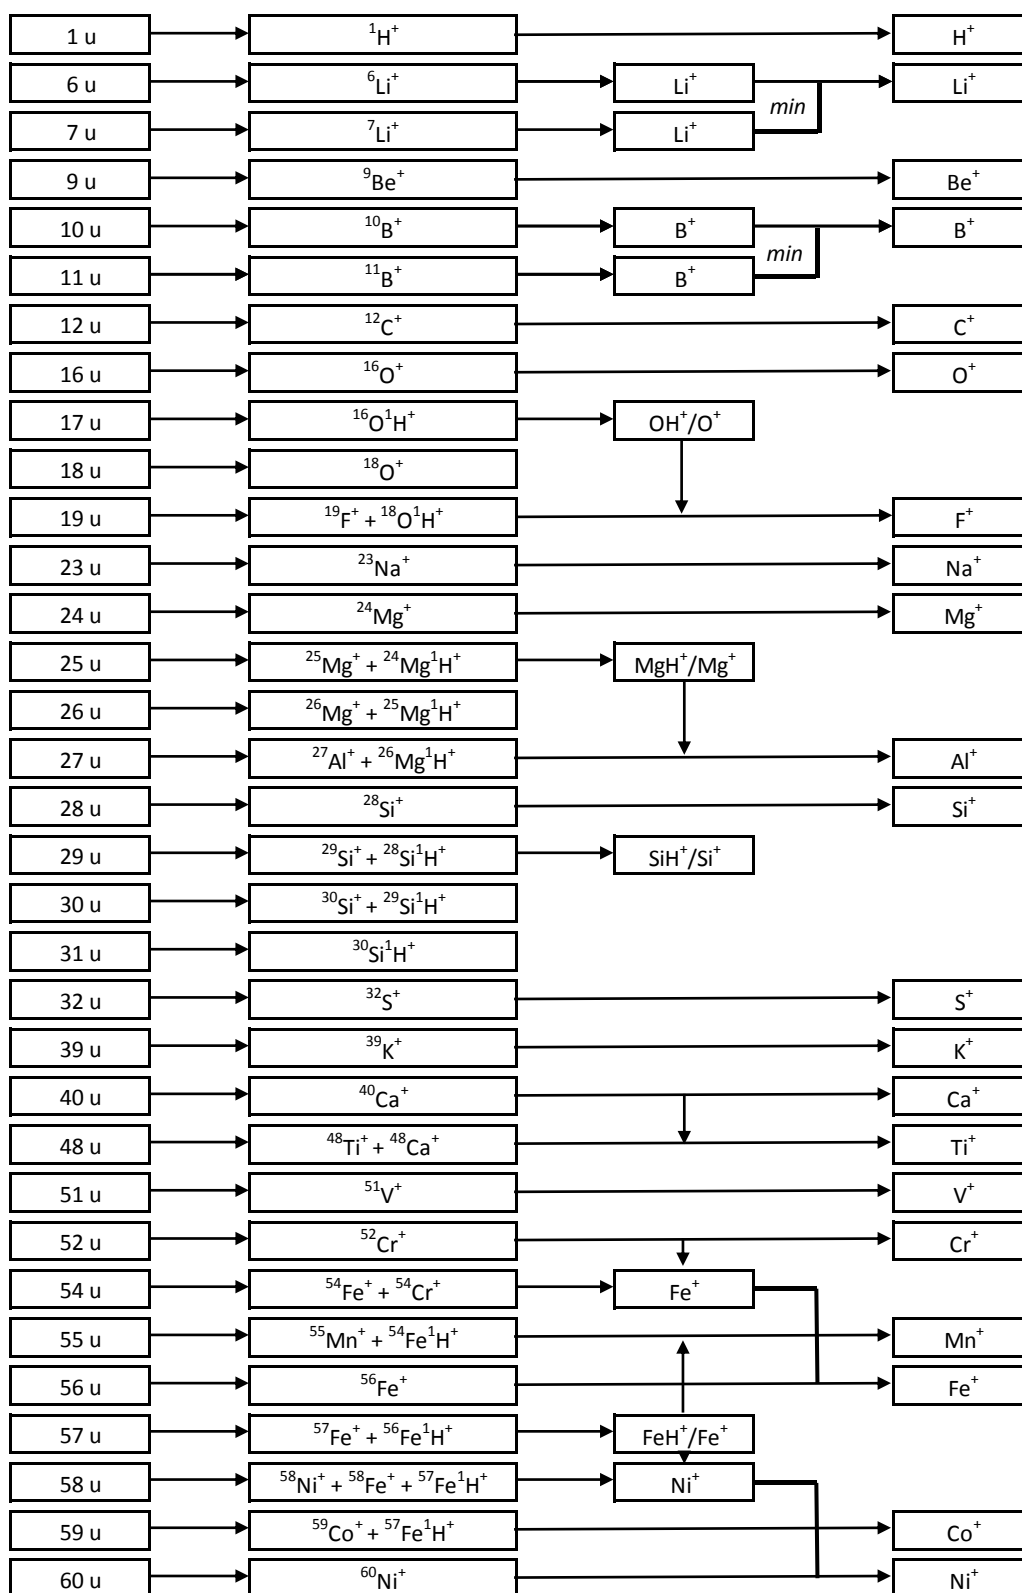 1 u ¹H⁺ H⁺
6 u ⁶Li⁺ Li⁺ Li⁺
min
7 u ⁷Li⁺ Li⁺
9 u ⁹Be⁺ Be⁺
10 u ¹⁰B⁺ B⁺ B⁺
min
11 u ¹¹B⁺ B⁺
12 u ¹²C⁺ C⁺
16 u ¹⁶O⁺ O⁺
17 u ¹⁶O¹H⁺ OH⁺/O⁺
18 u ¹⁸O⁺
19 u ¹⁹F⁺ + ¹⁸O¹H⁺ F⁺
23 u ²³Na⁺ Na⁺
24 u ²⁴Mg⁺ Mg⁺
25 u ²⁵Mg⁺ + ²⁴Mg¹H⁺ MgH⁺/Mg⁺
26 u ²⁶Mg⁺ + ²⁵Mg¹H⁺
27 u ²⁷Al⁺ + ²⁶Mg¹H⁺ Al⁺
28 u ²⁸Si⁺ Si⁺
29 u ²⁹Si⁺ + ²⁸Si¹H⁺ SiH⁺/Si⁺
30 u ³⁰Si⁺ + ²⁹Si¹H⁺
31 u ³⁰Si¹H⁺
32 u ³²S⁺ S⁺
39 u ³⁹K⁺ K⁺
40 u ⁴⁰Ca⁺ Ca⁺
48 u ⁴⁸Ti⁺ + ⁴⁸Ca⁺ Ti⁺
51 u ⁵¹V⁺ V⁺
52 u ⁵²Cr⁺ Cr⁺
54 u ⁵⁴Fe⁺ + ⁵⁴Cr⁺ Fe⁺
55 u ⁵⁵Mn⁺ + ⁵⁴Fe¹H⁺ Mn⁺
56 u ⁵⁶Fe⁺ Fe⁺
57 u ⁵⁷Fe⁺ + ⁵⁶Fe¹H⁺ FeH⁺/Fe⁺
58 u ⁵⁸Ni⁺ + ⁵⁸Fe⁺ + ⁵⁷Fe¹H⁺ Ni⁺
59 u ⁵⁹Co⁺ + ⁵⁷Fe¹H⁺ Co⁺
60 u ⁶⁰Ni⁺ Ni⁺